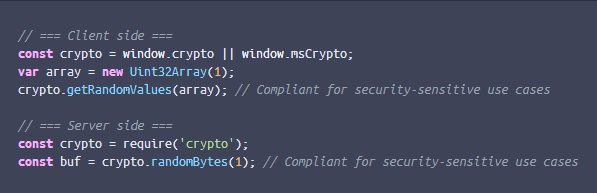 // === Client side ===
const crypto = window.crypto || window.msCrypto;
var array = new Uint32Array(1);
crypto.getRandomValues(array); // Compliant for security-sensitive use cases
// === Server side ===
const crypto = require('crypto');
const buf = crypto.randomBytes(1); // Compliant for security-sensitive use cases